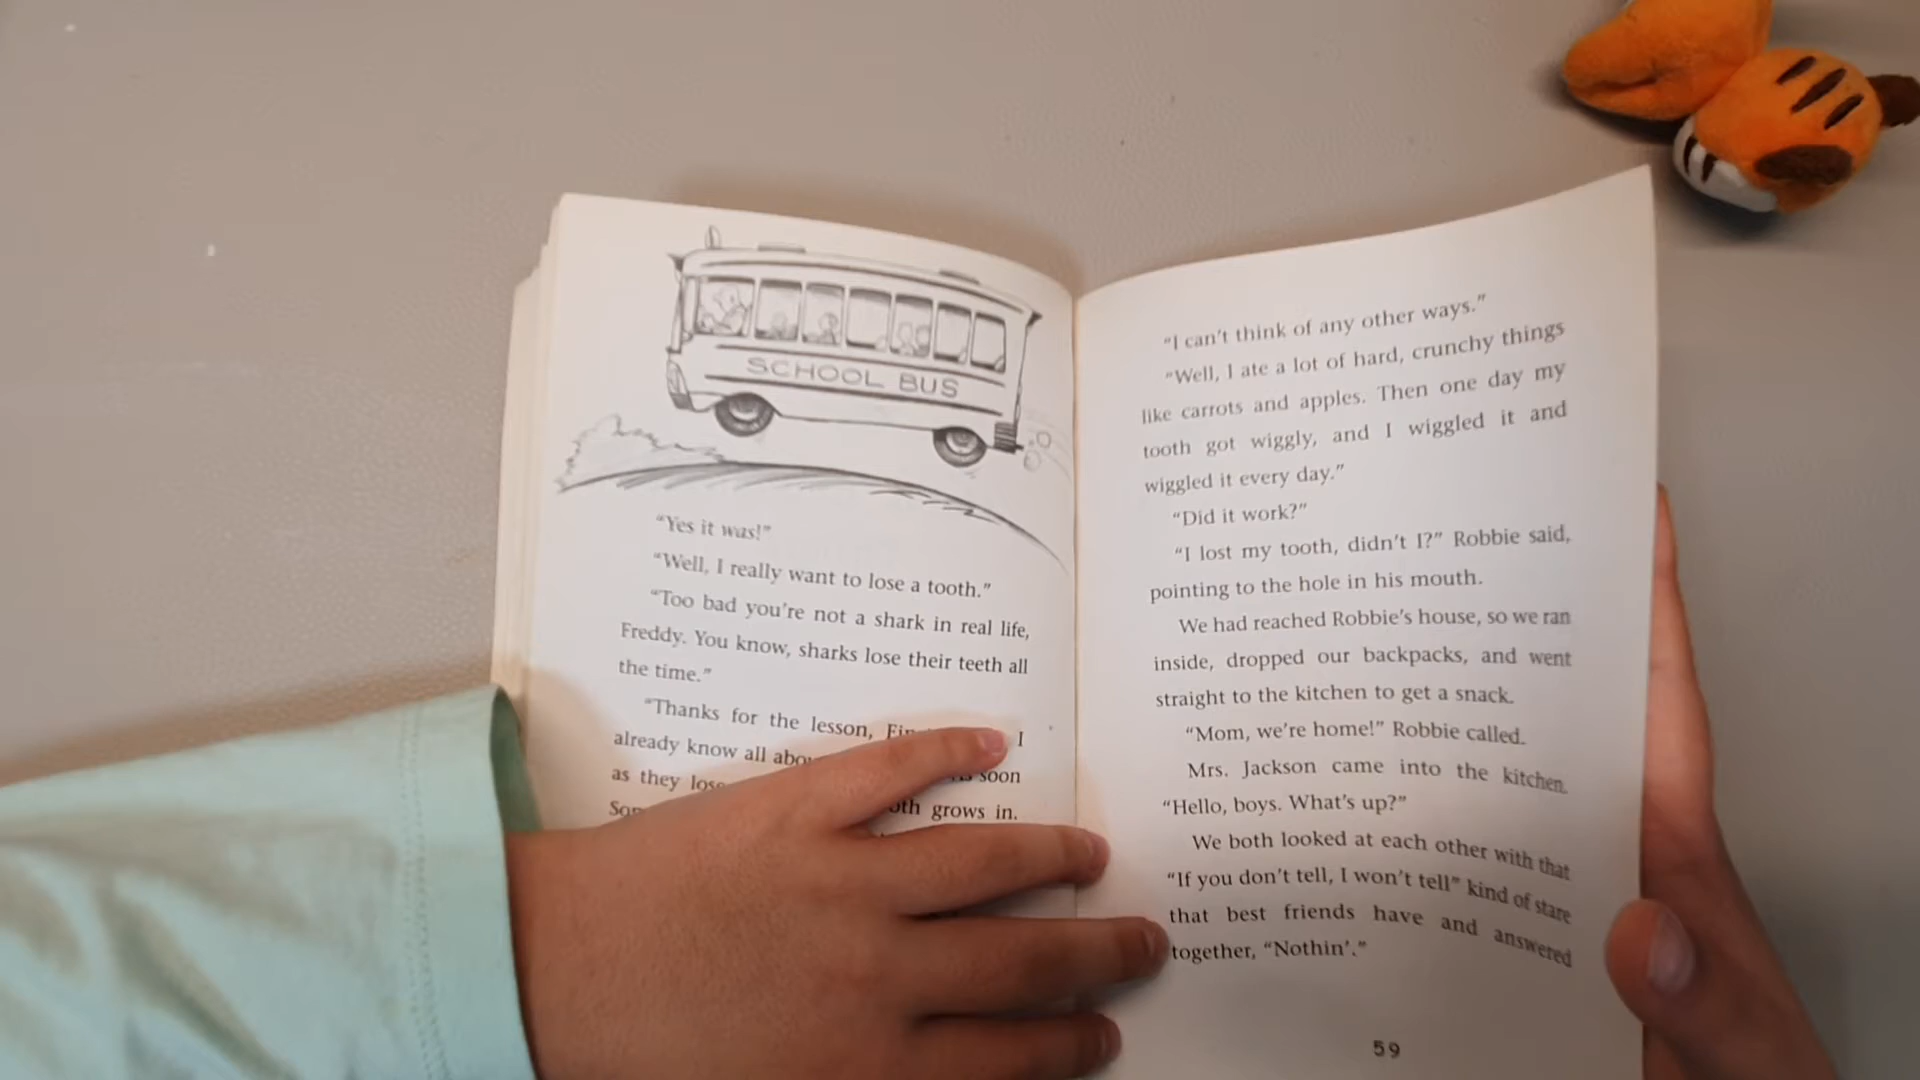 SCHOOL BUS
“Yes it was!”
“Well, I really want to lose a tooth.”
“Too bad you’re not a shark in real life,
Freddy. You know, sharks lose their teeth all
the time.”
“Thanks for the lesson, I
already know all
as they soon
grows in.
“I can’t think of any other ways.”
“Well, I ate a lot of hard, crunchy things
like carrots and apples. Then one day my
tooth got wiggly, and I wiggled it and
wiggled it every day.”
“Did it work?”
“I lost my tooth, didn’t I?” Robbie said,
pointing to the hole in his mouth.
We had reached Robbie’s house, so we ran
inside, dropped our backpacks, and went
straight to the kitchen to get a snack.
“Mom, we’re home!” Robbie called.
Mrs. Jackson came into the kitchen.
“Hello, boys. What’s up?”
We both looked at each other with that
“If you don’t tell, I won’t tell” kind of stare
that best friends have and answered
together, “Nothin’.”
59